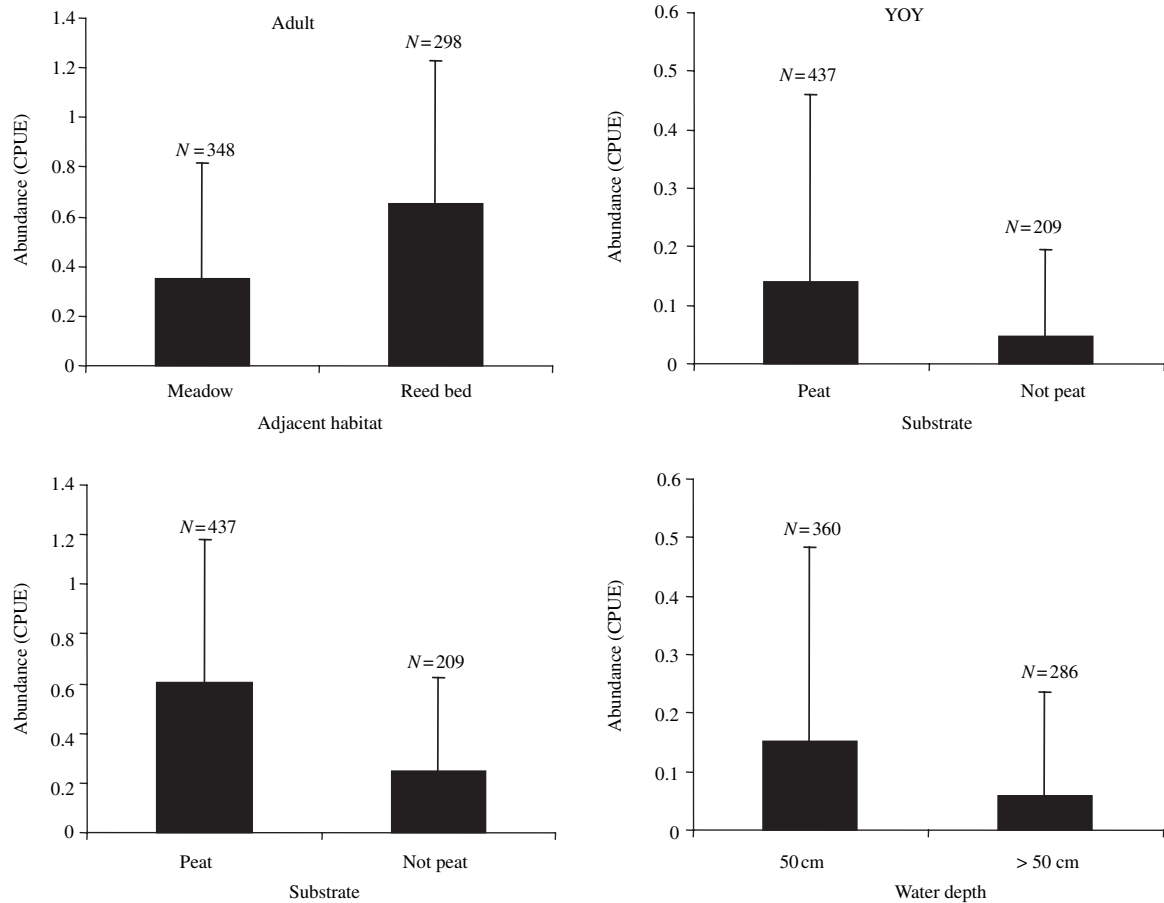 Adult
Abundance (CPUE)
1.4
1.2
1
0.8
0.6
0.4
0.2
0
N=348
N=298
Meadow Reed bed
Adjacent habitat
YOY
Abundance (CPUE)
0.6
0.5
0.4
0.3
0.2
0.1
0
N=437
N=209
Peat Not peat
Substrate
Abundance (CPUE)
1.4
1.2
1
0.8
0.6
0.4
0.2
0
N=437
N=209
Peat Not peat
Substrate
Abundance (CPUE)
0.6
0.5
0.4
0.3
0.2
0.1
0
N=360
N=286
50 cm > 50 cm
Water depth